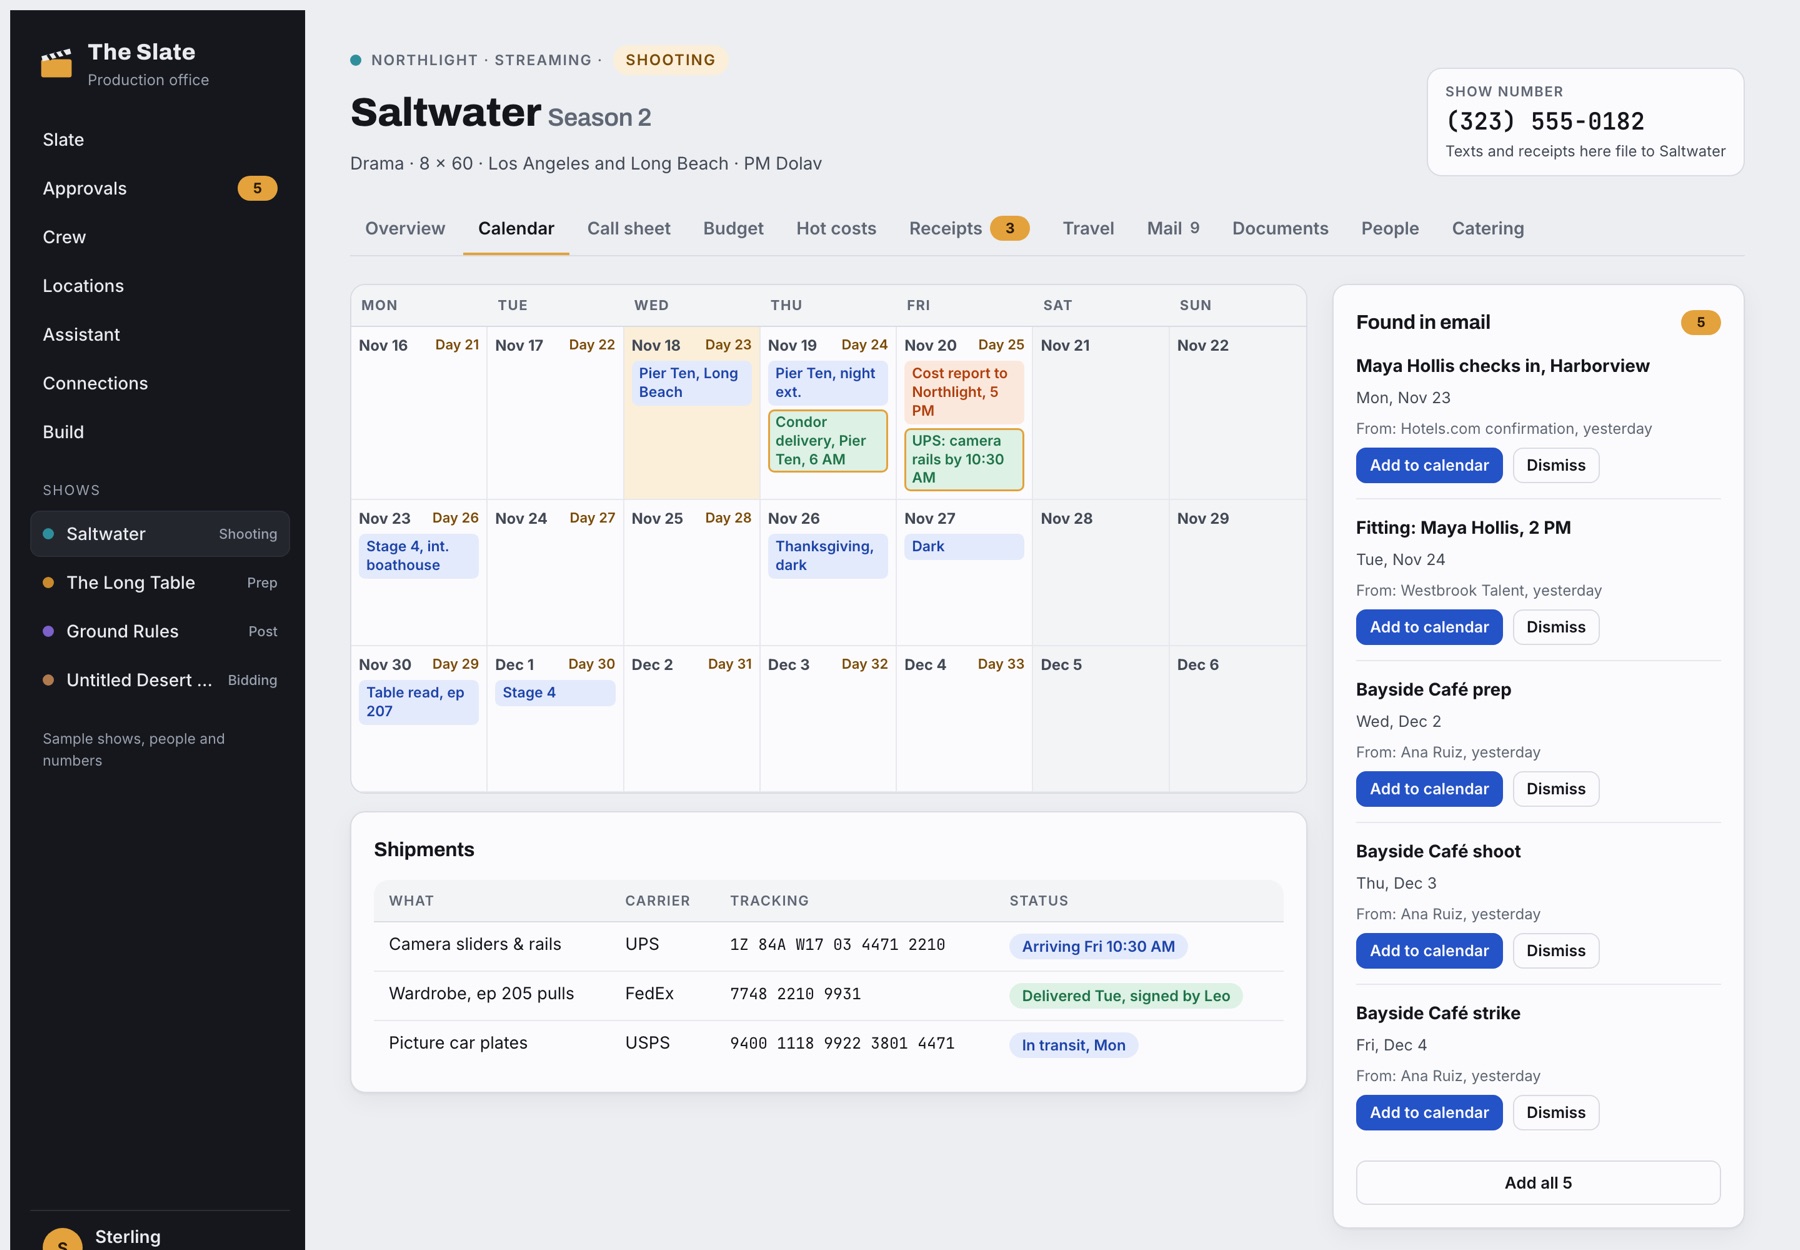 The Slate
Production office
Slate
Approvals 5
Crew
Locations
Assistant
Connections
Build
SHOWS
Saltwater Shooting
The Long Table Prep
Ground Rules Post
Untitled Desert ... Bidding
Sample shows, people and
numbers
S
Sterling
NORTHLIGHT · STREAMING · SHOOTING
Saltwater Season 2
Drama · 8 × 60 · Los Angeles and Long Beach · PM Dolav
SHOW NUMBER
(323) 555-0182
Texts and receipts here file to Saltwater
Overview Calendar Call sheet Budget Hot costs Receipts 3 Travel Mail 9 Documents People Catering
MON TUE WED THU FRI SAT SUN
Nov 16 Day 21 Nov 17 Day 22 Nov 18 Day 23 Nov 19 Day 24 Nov 20 Day 25 Nov 21 Nov 22
Pier Ten, Long
Beach
Pier Ten, night
ext.
Condor
delivery, Pier
Ten, 6 AM
Cost report to
Northlight, 5
PM
UPS: camera
rails by 10:30
AM
Nov 23 Day 26 Nov 24 Day 27 Nov 25 Day 28 Nov 26 Nov 27 Nov 28 Nov 29
Stage 4, int.
boathouse
Thanksgiving,
dark
Dark
Nov 30 Day 29 Dec 1 Day 30 Dec 2 Day 31 Dec 3 Day 32 Dec 4 Day 33 Dec 5 Dec 6
Table read, ep
207
Stage 4
Shipments
WHAT CARRIER TRACKING STATUS
Camera sliders & rails UPS 1Z 84A W17 03 4471 2210 Arriving Fri 10:30 AM
Wardrobe, ep 205 pulls FedEx 7748 2210 9931 Delivered Tue, signed by Leo
Picture car plates USPS 9400 1118 9922 3801 4471 In transit, Mon
Found in email 5
Maya Hollis checks in, Harborview
Mon, Nov 23
From: Hotels.com confirmation, yesterday
Add to calendar Dismiss
Fitting: Maya Hollis, 2 PM
Tue, Nov 24
From: Westbrook Talent, yesterday
Add to calendar Dismiss
Bayside Café prep
Wed, Dec 2
From: Ana Ruiz, yesterday
Add to calendar Dismiss
Bayside Café shoot
Thu, Dec 3
From: Ana Ruiz, yesterday
Add to calendar Dismiss
Bayside Café strike
Fri, Dec 4
From: Ana Ruiz, yesterday
Add to calendar Dismiss
Add all 5